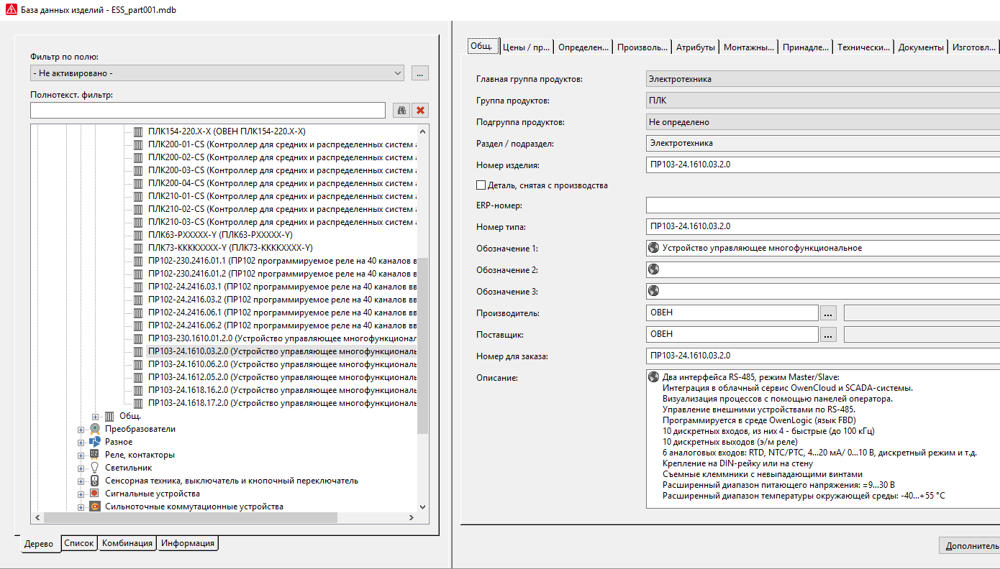 База данных изделий - ESS_part001.mdb
Фильтр по полю:
- Не активировано -
...
Полнотекст. фильтр:
ПЛК154-220.X-X (ОВЕН ПЛК154-220.X-X)
ПЛК200-01-CS (Контроллер для средних и распределенных систем а
ПЛК200-02-CS (Контроллер для средних и распределенных систем а
ПЛК200-03-CS (Контроллер для средних и распределенных систем а
ПЛК200-04-CS (Контроллер для средних и распределенных систем а
ПЛК210-01-CS (Контроллер для средних и распределенных систем а
ПЛК210-02-CS (Контроллер для средних и распределенных систем а
ПЛК210-03-CS (Контроллер для средних и распределенных систем а
ПЛК63-PXXXXX-Y (ПЛК63-PXXXXX-Y)
ПЛК73-KKKKXXXX-Y (ПЛК73-KKKKXXXX-Y)
ПР102-230.2416.01.1 (ПР102 программируемое реле на 40 каналов в
ПР102-230.2416.01.2 (ПР102 программируемое реле на 40 каналов в
ПР102-24.2416.03.1 (ПР102 программируемое реле на 40 каналов вв
ПР102-24.2416.03.2 (ПР102 программируемое реле на 40 каналов вв
ПР102-24.2416.06.1 (ПР102 программируемое реле на 40 каналов вв
ПР102-24.2416.06.2 (ПР102 программируемое реле на 40 каналов вв
ПР103-230.1610.01.2.0 (Устройство управляющее многофункционал
ПР103-24.1610.03.2.0 (Устройство управляющее многофункциональ
ПР103-24.1610.06.2.0 (Устройство управляющее многофункциональ
ПР103-24.1612.05.2.0 (Устройство управляющее многофункциональ
ПР103-24.1618.16.2.0 (Устройство управляющее многофункциональ
ПР103-24.1618.17.2.0 (Устройство управляющее многофункциональ
Общ.
Преобразователи
Разное
Реле, контакторы
Светильник
Сенсорная техника, выключатель и кнопочный переключатель
Сигнальные устройства
Сильноточные коммутационные устройства
Дерево
Список
Комбинация
Информация
Общ.
Цены / пр...
Определен...
Произволь...
Атрибуты
Монтажны...
Принадле...
Технически...
Документы
Изготовл...
Главная группа продуктов:
Электротехника
Группа продуктов:
ПЛК
Подгруппа продуктов:
Не определено
Раздел / подраздел:
Электротехника
Номер изделия:
ПР103-24.1610.03.2.0
Деталь, снятая с производства
ERP-номер:
Номер типа:
ПР103-24.1610.03.2.0
Обозначение 1:
Устройство управляющее многофункциональное
Обозначение 2:
Обозначение 3:
Производитель:
ОВЕН
...
Поставщик:
ОВЕН
...
Номер для заказа:
ПР103-24.1610.03.2.0
Описание:
Два интерфейса RS-485, режим Master/Slave:
Интеграция в облачный сервис OwenCloud и SCADA-системы.
Визуализация процессов с помощью панелей оператора.
Управление внешними устройствами по RS-485.
Программируется в среде OwenLogic (язык FBD)
10 дискретных входов, из них 4 - быстрые (до 100 кГц)
10 дискретных выходов (э/м реле)
6 аналоговых входов: RTD, NTC/PTC, 4...20 мА/ 0...10 В, дискретный режим и т.д.
Крепление на DIN-рейку или на стену
Съемные клеммники с невыпадающими винтами
Расширенный диапазон питающего напряжения: =9...30 В
Расширенный диапазон температуры окружающей среды: -40...+55 °C
Дополнитель